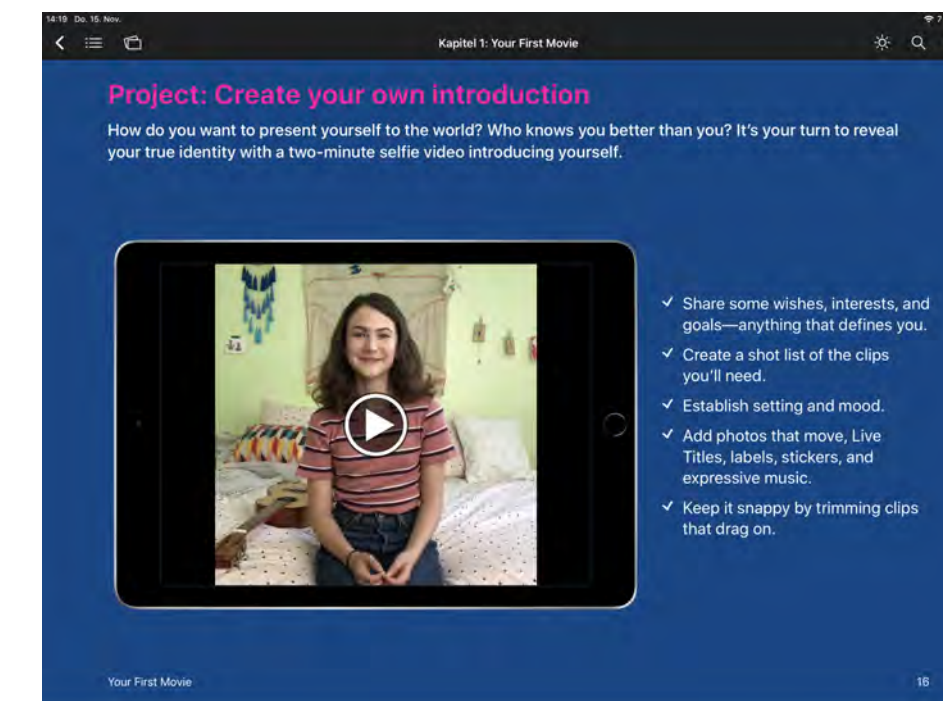 14:19 Do. 15. Nov.
7
Kapitel 1: Your First Movie
Project: Create your own introduction
How do you want to present yourself to the world? Who knows you better than you? It's your turn to reveal
your true identity with a two-minute selfie video introducing yourself.
✓ Share some wishes, interests, and
goals—anything that defines you.
✓ Create a shot list of the clips
you'll need.
✓ Establish setting and mood.
✓ Add photos that move, Live
Titles, labels, stickers, and
expressive music.
✓ Keep it snappy by trimming clips
that drag on.
Your First Movie
16